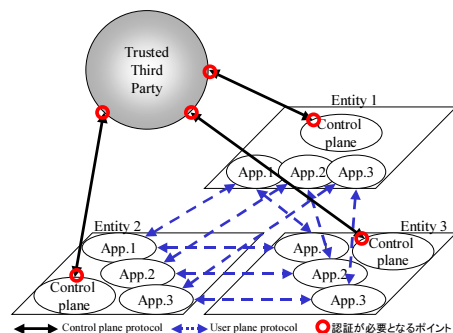 Trusted
Third
Party
Entity 1
Control
plane
App.1
App.2
App.3
Entity 2
App.1
App.2
App.3
Control
plane
Entity 3
App.1
App.2
App.3
Control
plane
Control plane protocol
User plane protocol
認証が必要となるポイント